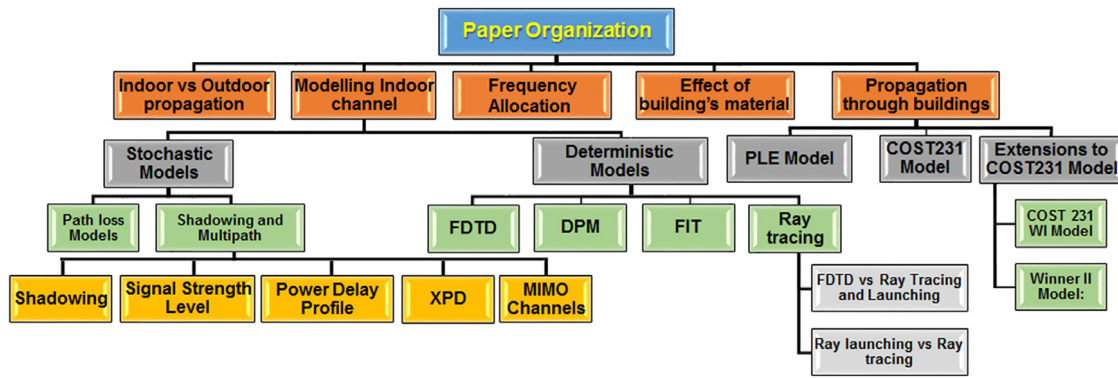 Paper Organization
Indoor vs Outdoor
propagation
Modelling Indoor
channel
Frequency
Allocation
Effect of
building's material
Propagation
through buildings
Stochastic
Models
Deterministic
Models
PLE Model
COST231
Model
Extensions to
COST231 Model
Path loss
Models
Shadowing and
Multipath
FDTD
DPM
FIT
Ray
tracing
COST 231
WI Model
Winner II
Model:
Shadowing
Signal Strength
Level
Power Delay
Profile
XPD
MIMO
Channels
FDTD vs Ray Tracing
and Launching
Ray launching vs Ray
tracing